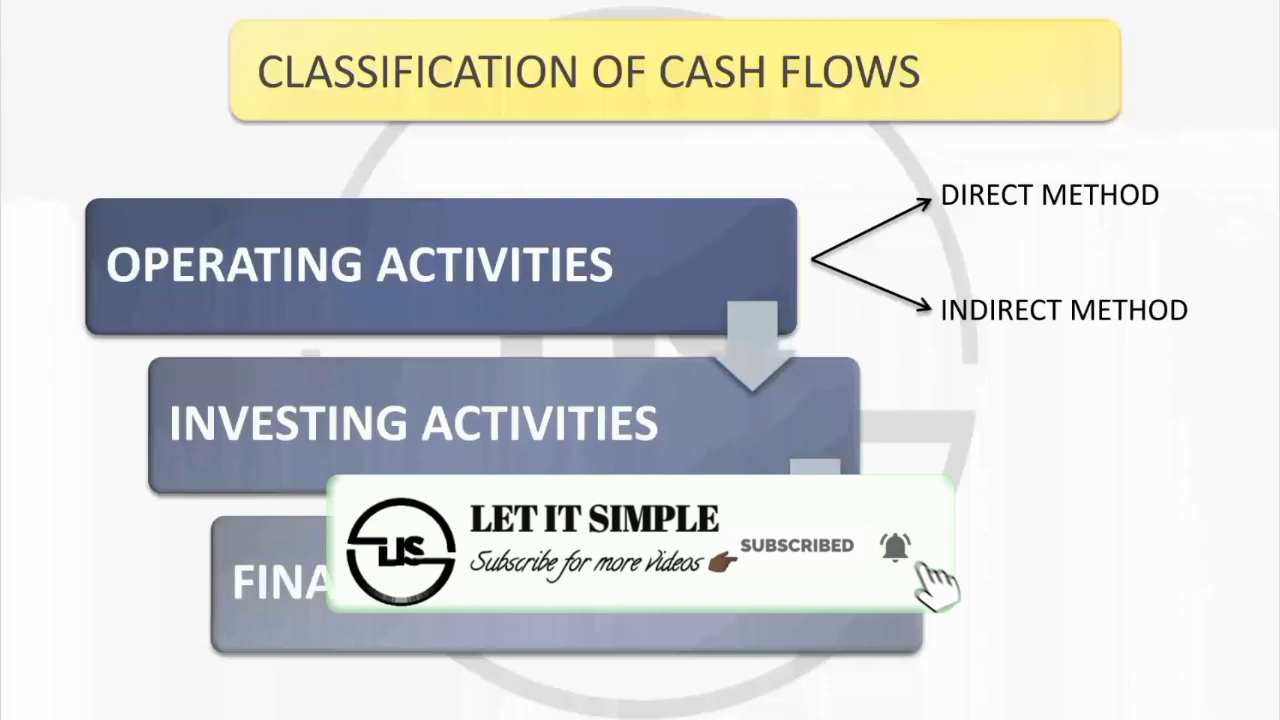 CLASSIFICATION OF CASH FLOWS
DIRECT METHOD
OPERATING ACTIVITIES
INDIRECT METHOD
INVESTING ACTIVITIES
LET IT SIMPLE
Subscribe for more videos
SUBSCRIBED
LIS
FINA